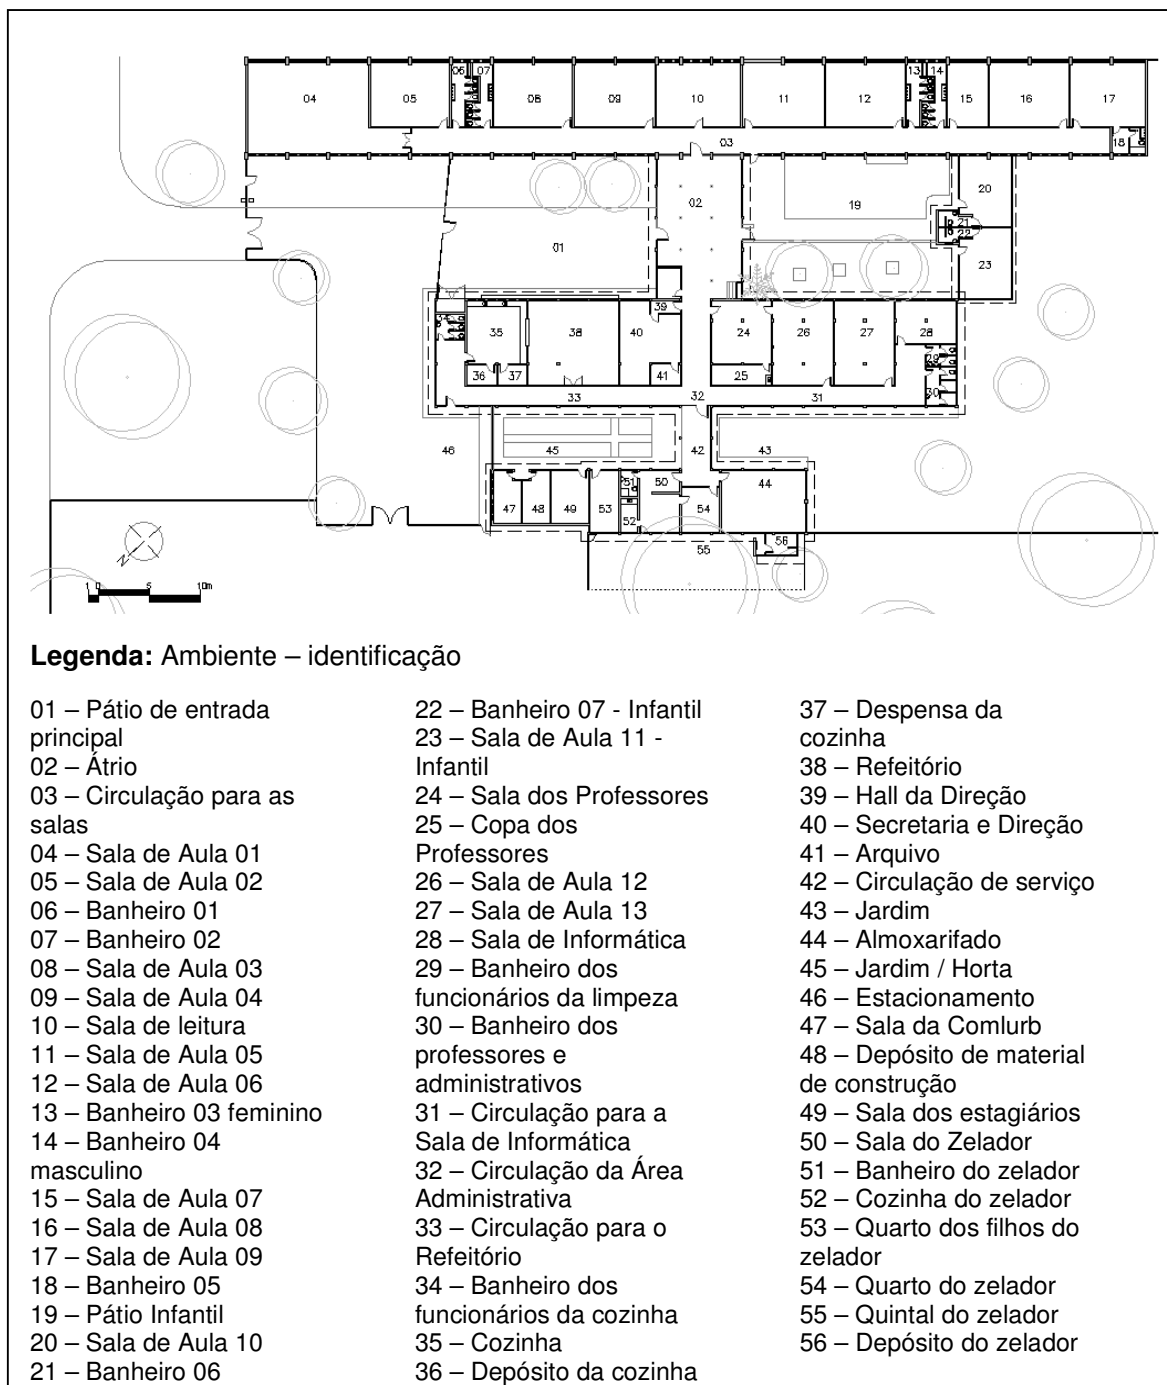 06 07 13 14
04 05 08 09 10 11 12 15 16 17
03 18
02 20
19
21
01 22
23
39
34 35 38 40 24 26 27 28
29
36 37 41 25
30
33 32 31
46 45 42 43
51 50 44
47 48 49 53 52 54
55 56
N
1 0 5 10m
Legenda: Ambiente – identificação
01 – Pátio de entrada
principal
02 – Átrio
03 – Circulação para as
salas
04 – Sala de Aula 01
05 – Sala de Aula 02
06 – Banheiro 01
07 – Banheiro 02
08 – Sala de Aula 03
09 – Sala de Aula 04
10 – Sala de leitura
11 – Sala de Aula 05
12 – Sala de Aula 06
13 – Banheiro 03 feminino
14 – Banheiro 04
masculino
15 – Sala de Aula 07
16 – Sala de Aula 08
17 – Sala de Aula 09
18 – Banheiro 05
19 – Pátio Infantil
20 – Sala de Aula 10
21 – Banheiro 06
22 – Banheiro 07 - Infantil
23 – Sala de Aula 11 -
Infantil
24 – Sala dos Professores
25 – Copa dos
Professores
26 – Sala de Aula 12
27 – Sala de Aula 13
28 – Sala de Informática
29 – Banheiro dos
funcionários da limpeza
30 – Banheiro dos
professores e
administrativos
31 – Circulação para a
Sala de Informática
32 – Circulação da Área
Administrativa
33 – Circulação para o
Refeitório
34 – Banheiro dos
funcionários da cozinha
35 – Cozinha
36 – Depósito da cozinha
37 – Despensa da
cozinha
38 – Refeitório
39 – Hall da Direção
40 – Secretaria e Direção
41 – Arquivo
42 – Circulação de serviço
43 – Jardim
44 – Almoxarifado
45 – Jardim / Horta
46 – Estacionamento
47 – Sala da Comlurb
48 – Depósito de material
de construção
49 – Sala dos estagiários
50 – Sala do Zelador
51 – Banheiro do zelador
52 – Cozinha do zelador
53 – Quarto dos filhos do
zelador
54 – Quarto do zelador
55 – Quintal do zelador
56 – Depósito do zelador